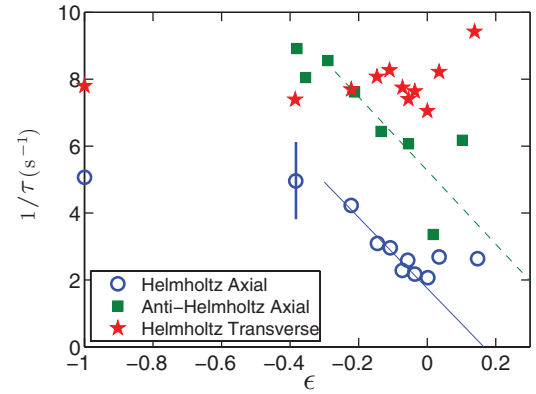 10
8
6
4
2
0
1/τ(s⁻¹)
Helmholtz Axial
Anti−Helmholtz Axial
Helmholtz Transverse
−1 −0.8 −0.6 −0.4 −0.2 0 0.2
ϵ